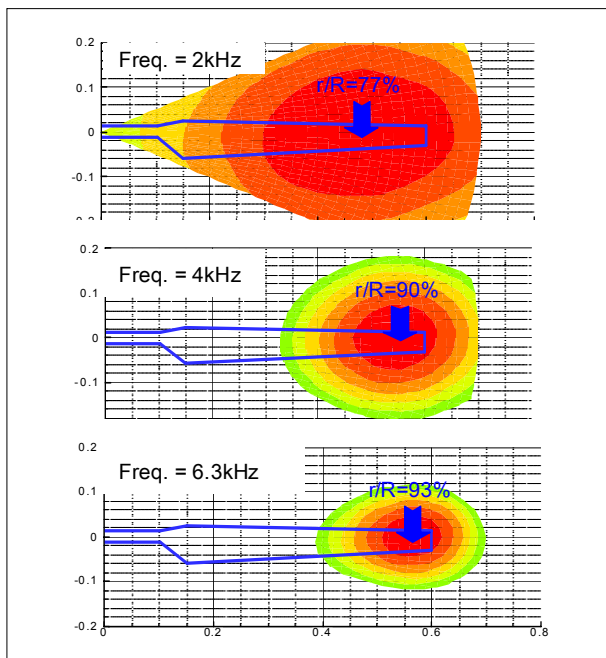 0.2
Freq. = 2kHz
0.1
r/R=77%
0
-0.1
0.2
Freq. = 4kHz
0.1
r/R=90%
0
-0.1
0.2
Freq. = 6.3kHz
0.1
r/R=93%
0
-0.1
-0.2
0 0.2 0.4 0.6 0.8